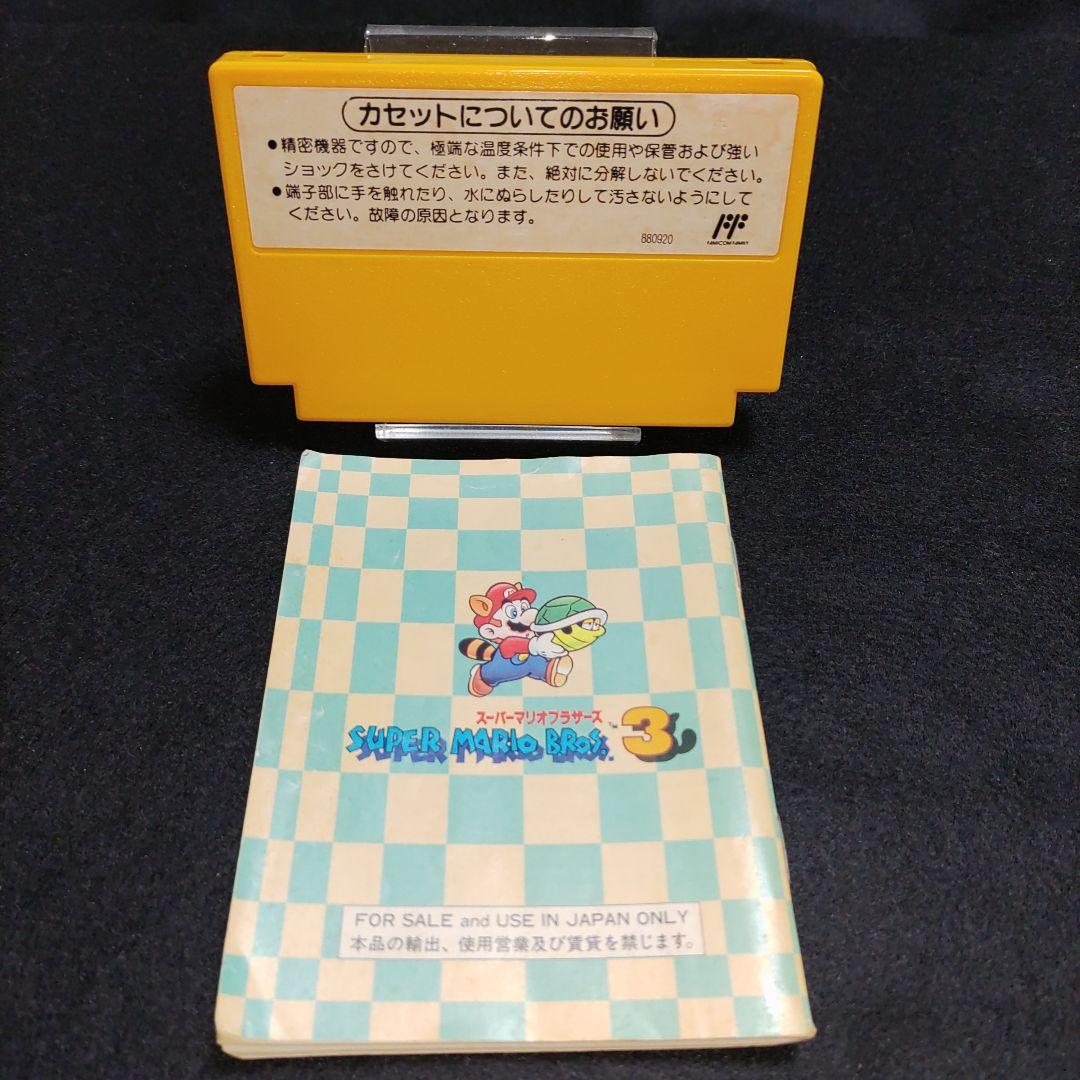 カセットについてのお願い
●精密機器ですので、極端な温度条件下での使用や保管および強い
ショックをさけてください。また、絶対に分解しないでください。
●端子部に手を触れたり、水にぬらしたりして汚さないようにして
ください。故障の原因となります。
880920
FAMICOM FAMILY
スーパーマリオブラザーズ
SUPER MARIO BROS.™ 3
FOR SALE and USE IN JAPAN ONLY
本品の輸出、使用営業及び賃貸を禁じます。